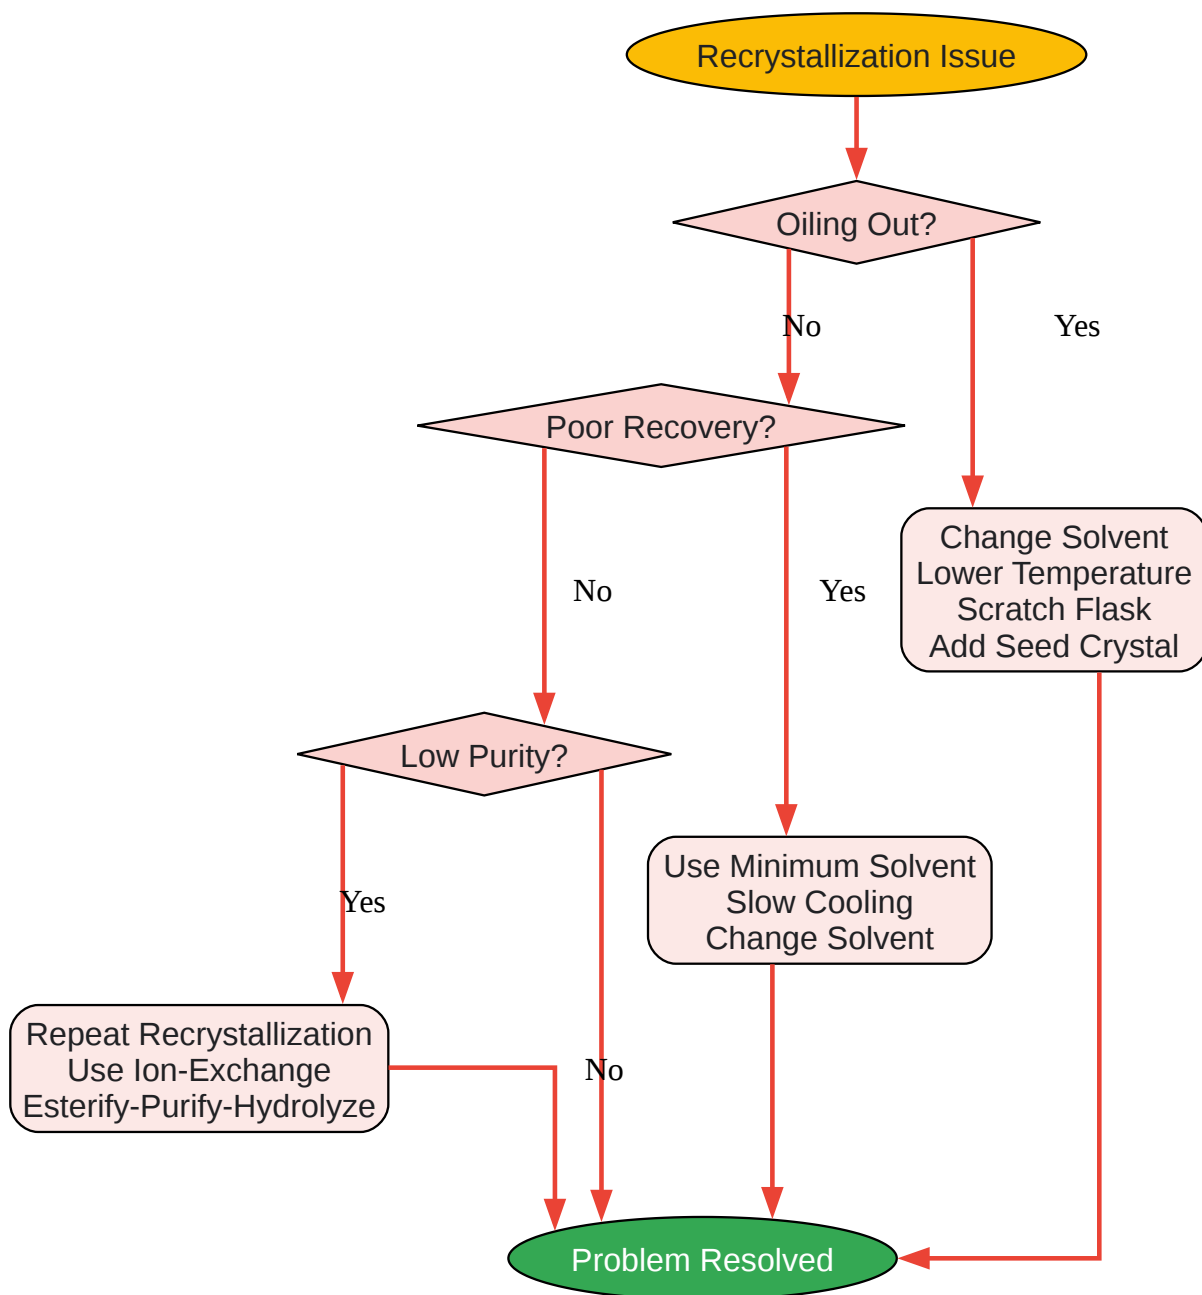 Recrystallization Issue
Oiling Out?
No
Yes
Poor Recovery?
Change Solvent
Lower Temperature
Scratch Flask
Add Seed Crystal
No
Yes
Low Purity?
Use Minimum Solvent
Slow Cooling
Change Solvent
Yes
Repeat Recrystallization
Use Ion-Exchange
Esterify-Purify-Hydrolyze
No
Problem Resolved